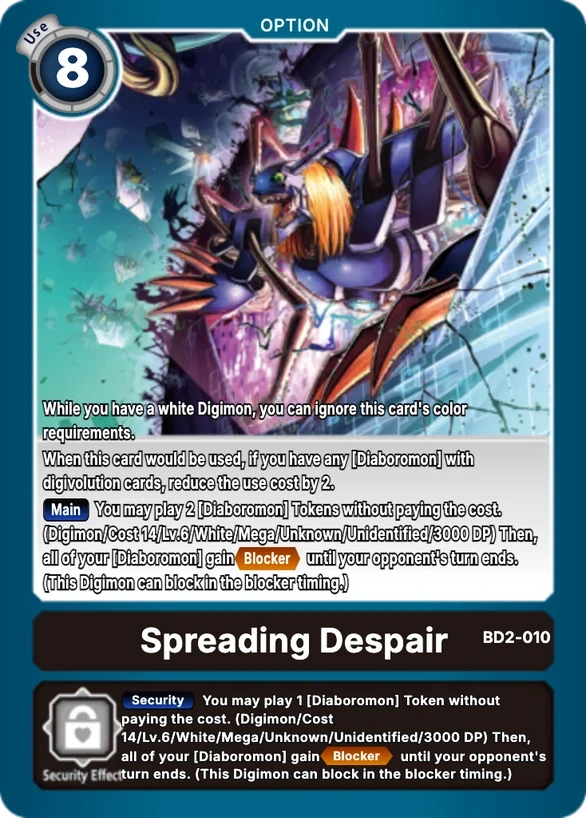 OPTION
Use
8
While you have a white Digimon, you can ignore this card's color
requirements.
When this card would be used, if you have any [Diaboromon] with
digivolution cards, reduce the use cost by 2.
Main You may play 2 [Diaboromon] Tokens without paying the cost.
(Digimon/Cost 14/Lv.6/White/Mega/Unknown/Unidentified/3000 DP) Then,
all of your [Diaboromon] gain Blocker until your opponent's turn ends.
(This Digimon can block in the blocker timing.)
Spreading Despair
BD2-010
Security You may play 1 [Diaboromon] Token without
paying the cost. (Digimon/Cost
14/Lv.6/White/Mega/Unknown/Unidentified/3000 DP) Then,
all of your [Diaboromon] gain Blocker until your opponent's
turn ends. (This Digimon can block in the blocker timing.)
Security Effect